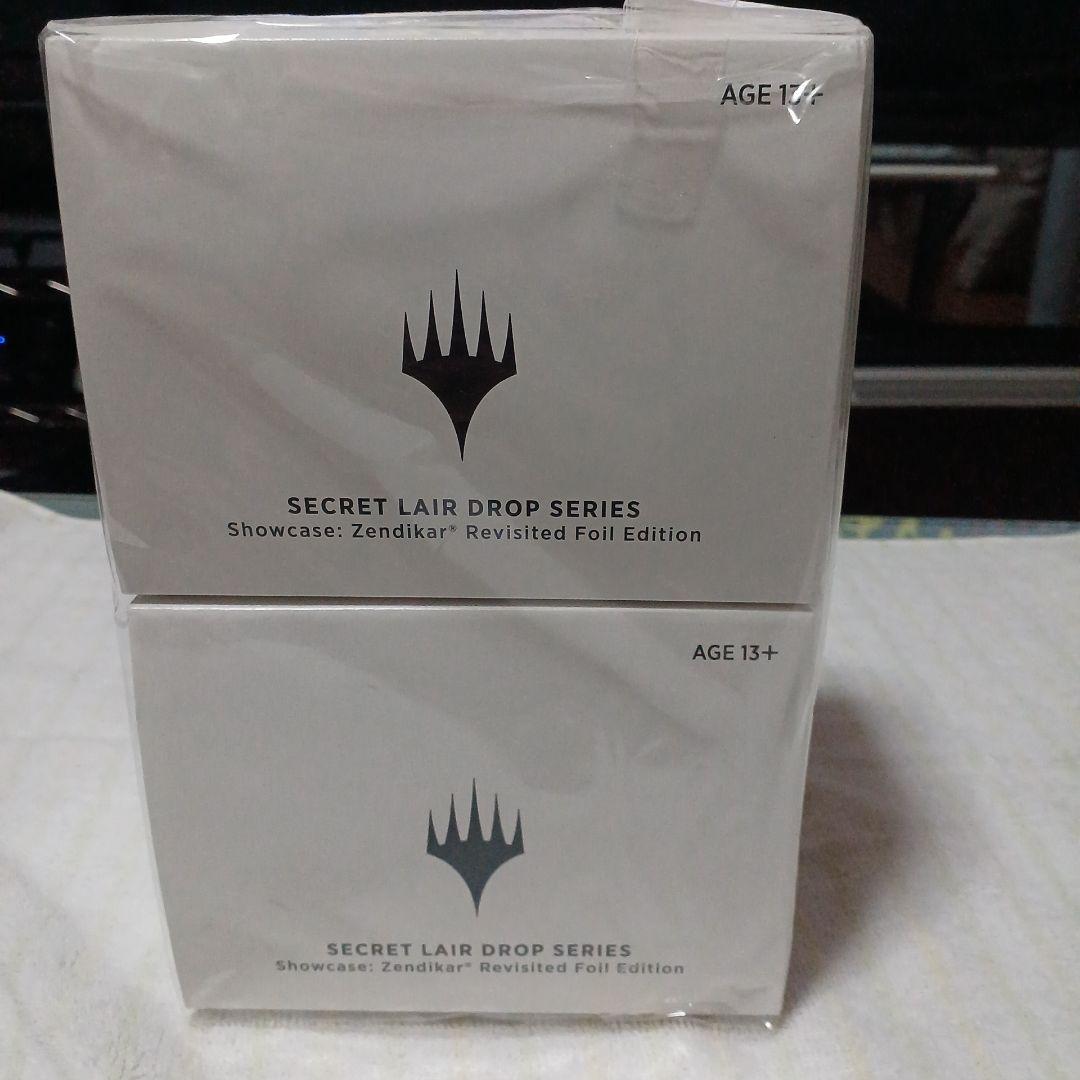 AGE 13+
SECRET LAIR DROP SERIES
Showcase: Zendikar® Revisited Foil Edition
AGE 13+
SECRET LAIR DROP SERIES
Showcase: Zendikar® Revisited Foil Edition